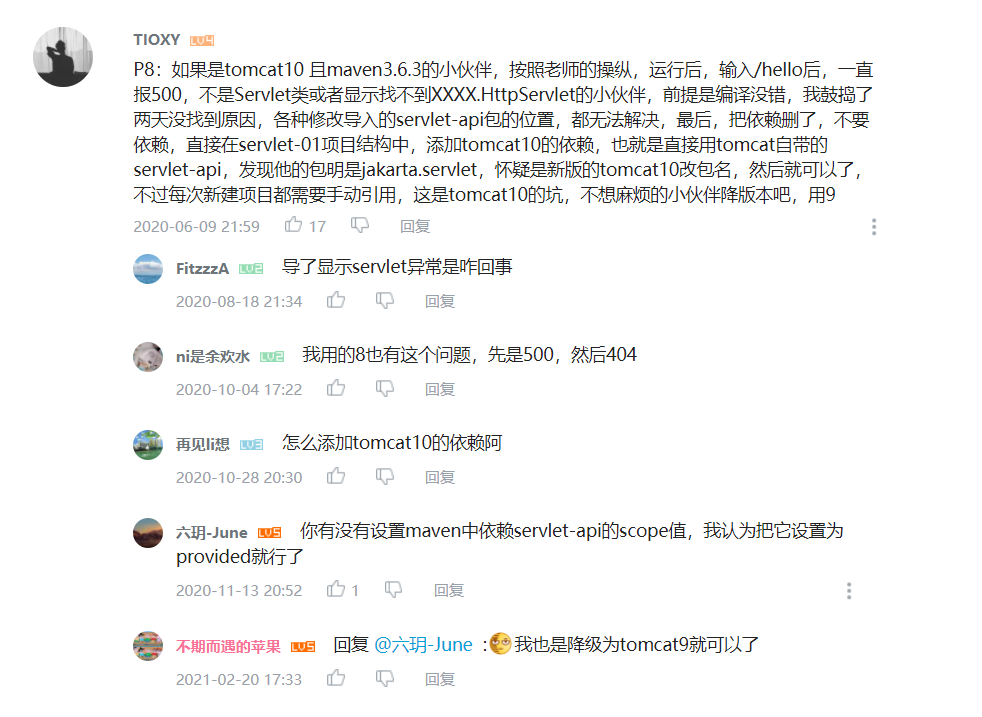 TIOXY LV4
P8：如果是tomcat10 且maven3.6.3的小伙伴，按照老师的操纵，运行后，输入/hello后，一直
报500，不是Servlet类或者显示找不到XXXX.HttpServlet的小伙伴，前提是编译没错，我鼓捣了
两天没找到原因，各种修改导入的servlet-api包的位置，都无法解决，最后，把依赖删了，不要
依赖，直接在servlet-01项目结构中，添加tomcat10的依赖，也就是直接用tomcat自带的
servlet-api，发现他的包明是jakarta.servlet，怀疑是新版的tomcat10改包名，然后就可以了，
不过每次新建项目都需要手动引用，这是tomcat10的坑，不想麻烦的小伙伴降版本吧，用9
2020-06-09 21:59 17 回复
FitzzzA LV2 导了显示servlet异常是咋回事
2020-08-18 21:34 回复
ni是余欢水 LV2 我用的8也有这个问题，先是500，然后404
2020-10-04 17:22 回复
再见li想 LV3 怎么添加tomcat10的依赖阿
2020-10-28 20:30 回复
六玥-June LV5 你有没有设置maven中依赖servlet-api的scope值，我认为把它设置为
provided就行了
2020-11-13 20:52 1 回复
不期而遇的苹果 LV5 回复 @六玥-June :我也是降级为tomcat9就可以了
2021-02-20 17:33 回复